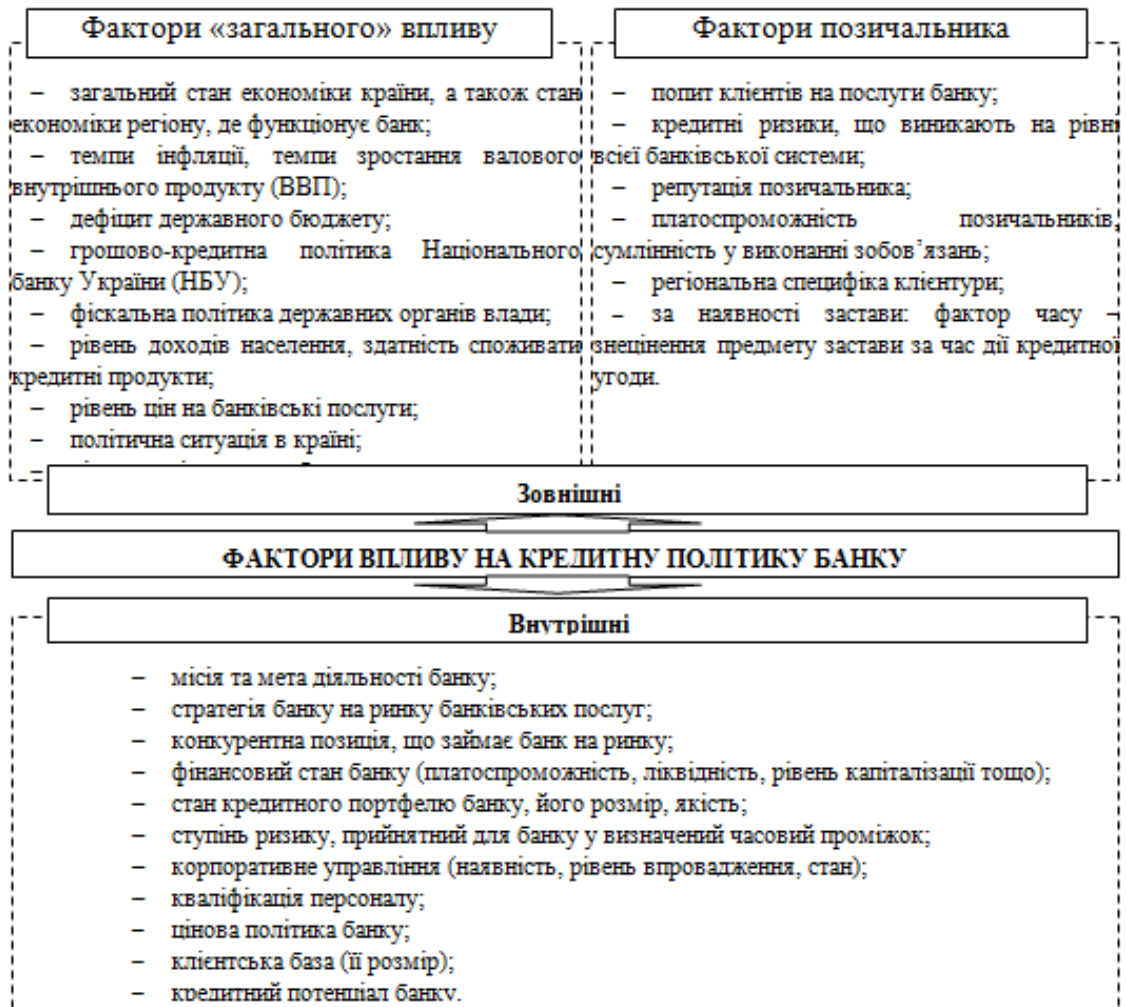 Фактори «загального» впливу
– загальний стан економіки країни, а також стан
економіки регіону, де функціонує банк;
– темпи інфляції, темпи зростання валового
внутрішнього продукту (ВВП);
– дефіцит державного бюджету;
– грошово-кредитна політика Національного
банку України (НБУ);
– фіскальна політика державних органів влади;
– рівень доходів населення, здатність споживати
кредитні продукти;
– рівень цін на банківські послуги;
– політична ситуація в країні;
–
Фактори позичальника
– попит клієнтів на послуги банку;
– кредитні ризики, що виникають на рівні
всієї банківської системи;
– репутація позичальника;
– платоспроможність позичальників,
сумлінність у виконанні зобов’язань;
– регіональна специфіка клієнтури;
– за наявності застави: фактор часу –
знецінення предмету застави за час дії кредитної
угоди.
Зовнішні
ФАКТОРИ ВПЛИВУ НА КРЕДИТНУ ПОЛІТИКУ БАНКУ
Внутрішні
– місія та мета діяльності банку;
– стратегія банку на ринку банківських послуг;
– конкурентна позиція, що займає банк на ринку;
– фінансовий стан банку (платоспроможність, ліквідність, рівень капіталізації тощо);
– стан кредитного портфелю банку, його розмір, якість;
– ступінь ризику, прийнятний для банку у визначений часовий проміжок;
– корпоративне управління (наявність, рівень впровадження, стан);
– кваліфікація персоналу;
– цінова політика банку;
– клієнтська база (її розмір);
– кредитний потенціал банку.